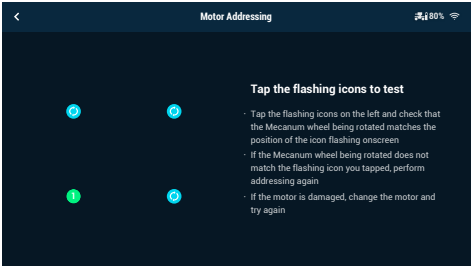 Motor Addressing
80%
Tap the flashing icons to test
· Tap the flashing icons on the left and check that
the Mecanum wheel being rotated matches the
position of the icon flashing onscreen
· If the Mecanum wheel being rotated does not
match the flashing icon you tapped, perform
addressing again
· If the motor is damaged, change the motor and
try again
1